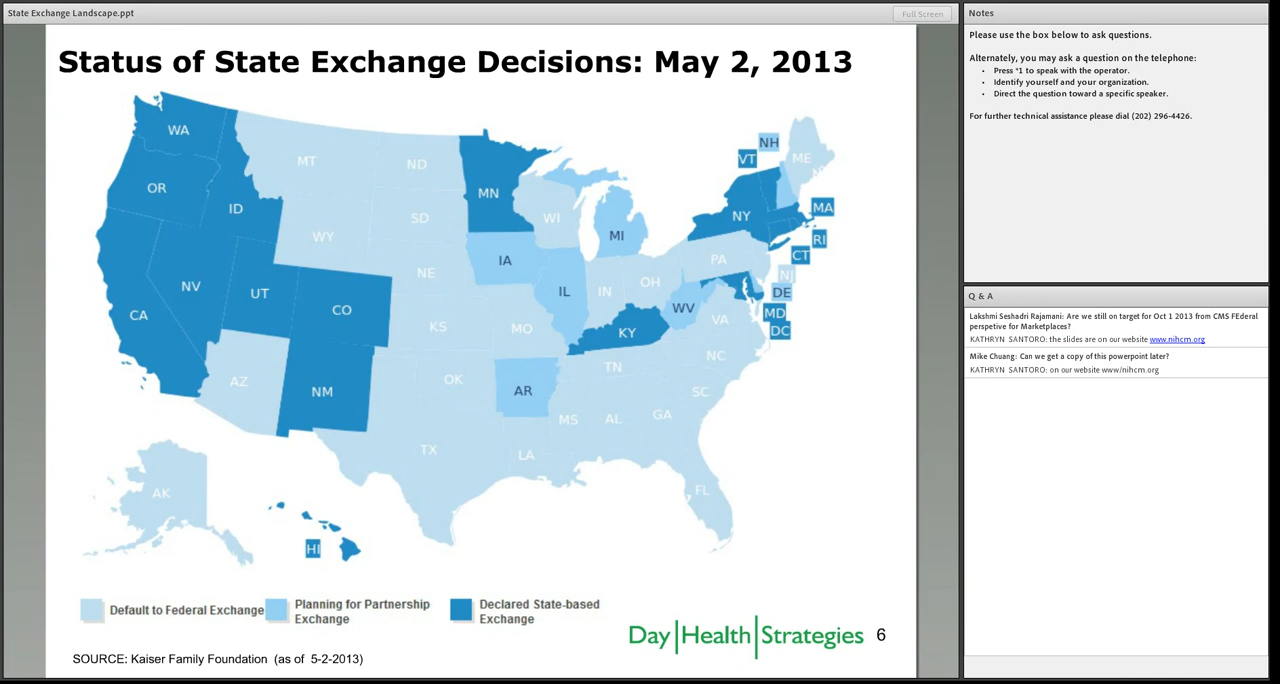 State Exchange Landscape.ppt
Full Screen
Status of State Exchange Decisions: May 2, 2013
WA
OR
ID
MT
ND
MN
SD
WY
WI
MI
NH
VT
ME
NY
MA
RI
CT
PA
NJ
DE
MD
DC
NV
UT
CO
CA
NE
IA
IL
IN
OH
WV
VA
KS
MO
KY
AZ
NM
OK
AR
TN
NC
SC
MS
AL
GA
TX
LA
FL
AK
HI
Default to Federal Exchange
Planning for Partnership
Exchange
Declared State-based
Exchange
Day|Health|Strategies
6
SOURCE: Kaiser Family Foundation (as of 5-2-2013)
Notes
Please use the box below to ask questions.
Alternately, you may ask a question on the telephone:
• Press *1 to speak with the operator.
• Identify yourself and your organization.
• Direct the question toward a specific speaker.
For further technical assistance please dial (202) 296-4426.
Q & A
Lakshmi Seshadri Rajamani: Are we still on target for Oct 1 2013 from CMS FEderal
perspetive for Marketplaces?
KATHRYN SANTORO: the slides are on our website www.nihcm.org
Mike Chuang: Can we get a copy of this powerpoint later?
KATHRYN SANTORO: on our website www/nihcm.org